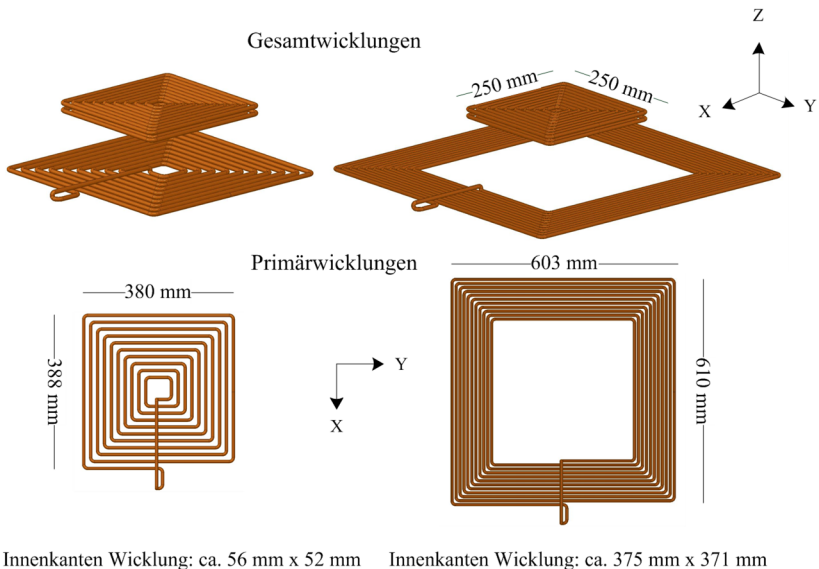 Gesamtwicklungen
Z
X
Y
250 mm
250 mm
Primärwicklungen
380 mm
388 mm
Y
X
603 mm
610 mm
Innenkanten Wicklung: ca. 56 mm x 52 mm
Innenkanten Wicklung: ca. 375 mm x 371 mm